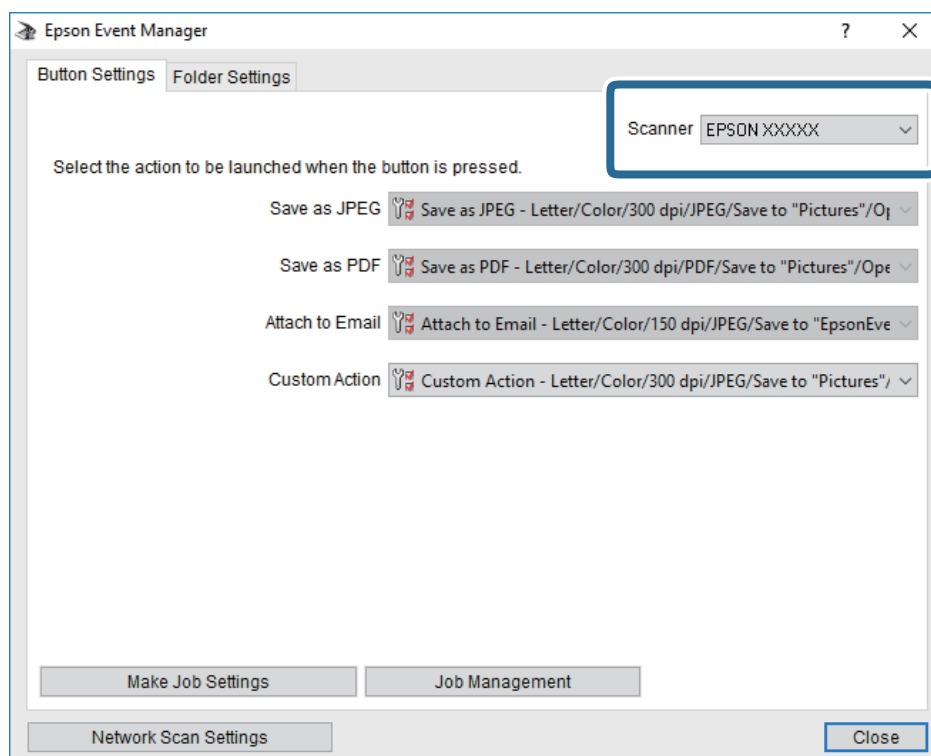 Epson Event Manager
Button Settings Folder Settings
Scanner EPSON XXXXX
Select the action to be launched when the button is pressed.
Save as JPEG Save as JPEG - Letter/Color/300 dpi/JPEG/Save to "Pictures"/Op
Save as PDF Save as PDF - Letter/Color/300 dpi/PDF/Save to "Pictures"/Ope
Attach to Email Attach to Email - Letter/Color/150 dpi/JPEG/Save to "EpsonEve
Custom Action Custom Action - Letter/Color/300 dpi/JPEG/Save to "Pictures"/
Make Job Settings Job Management
Network Scan Settings Close